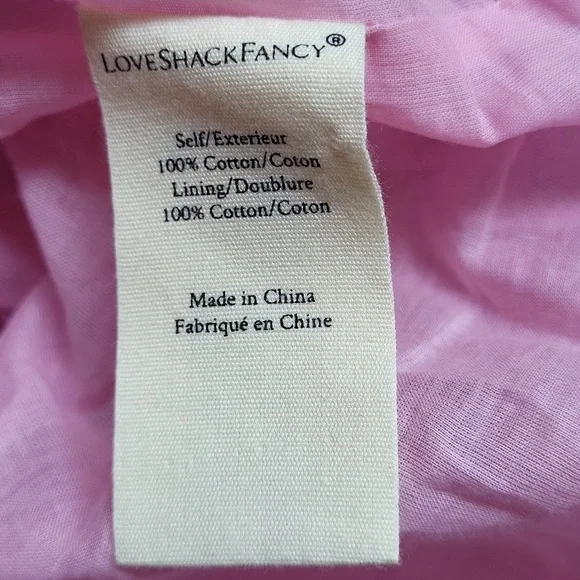 LoveShackFancy®
Self/Exterieur
100% Cotton/Coton
Lining/Doublure
100% Cotton/Coton
Made in China
Fabriqué en Chine